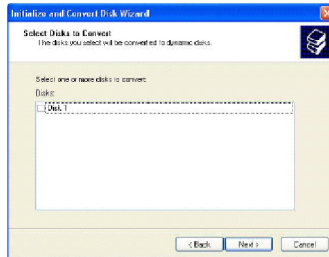 Initialize and Convert Disk Wizard
Select Disks to Convert
The disks you select will be converted to dynamic disks.
Select one or more disks to convert:
Disks:
Disk 1
< Back
Next >
Cancel